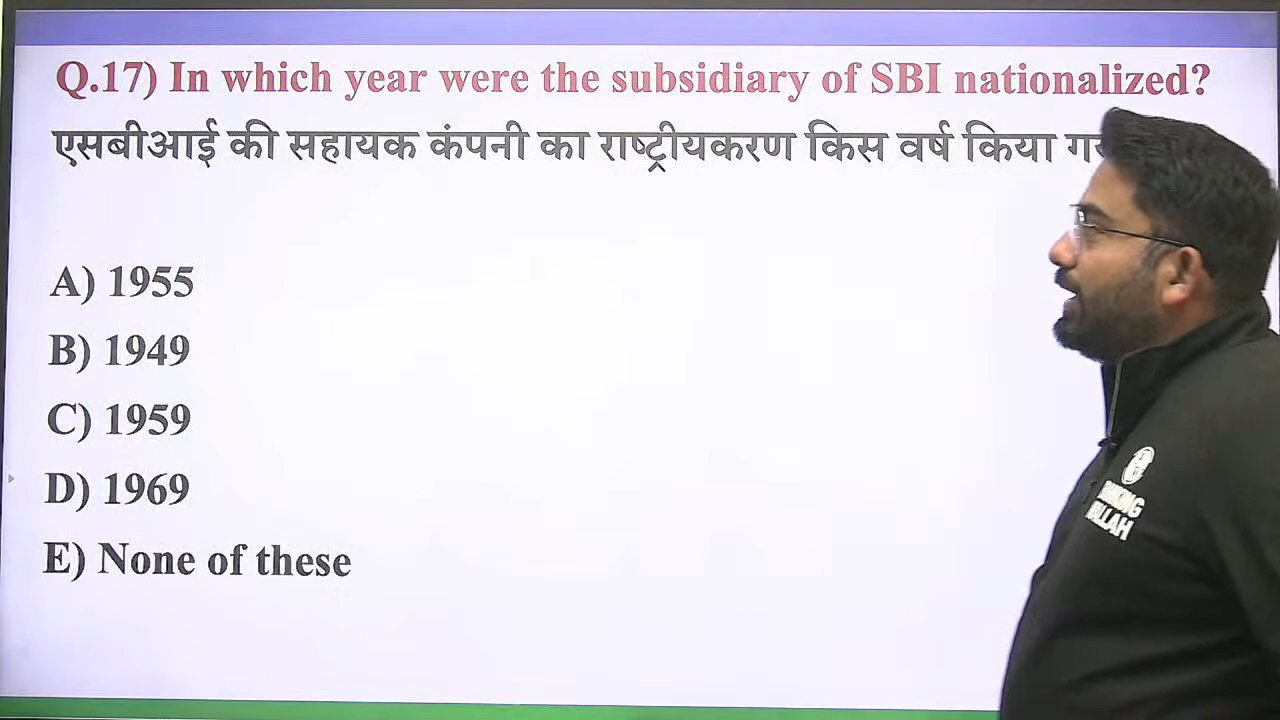 Q.17) In which year were the subsidiary of SBI nationalized?
एसबीआई की सहायक कंपनी का राष्ट्रीयकरण किस वर्ष किया
A) 1955
B) 1949
C) 1959
D) 1969
E) None of these